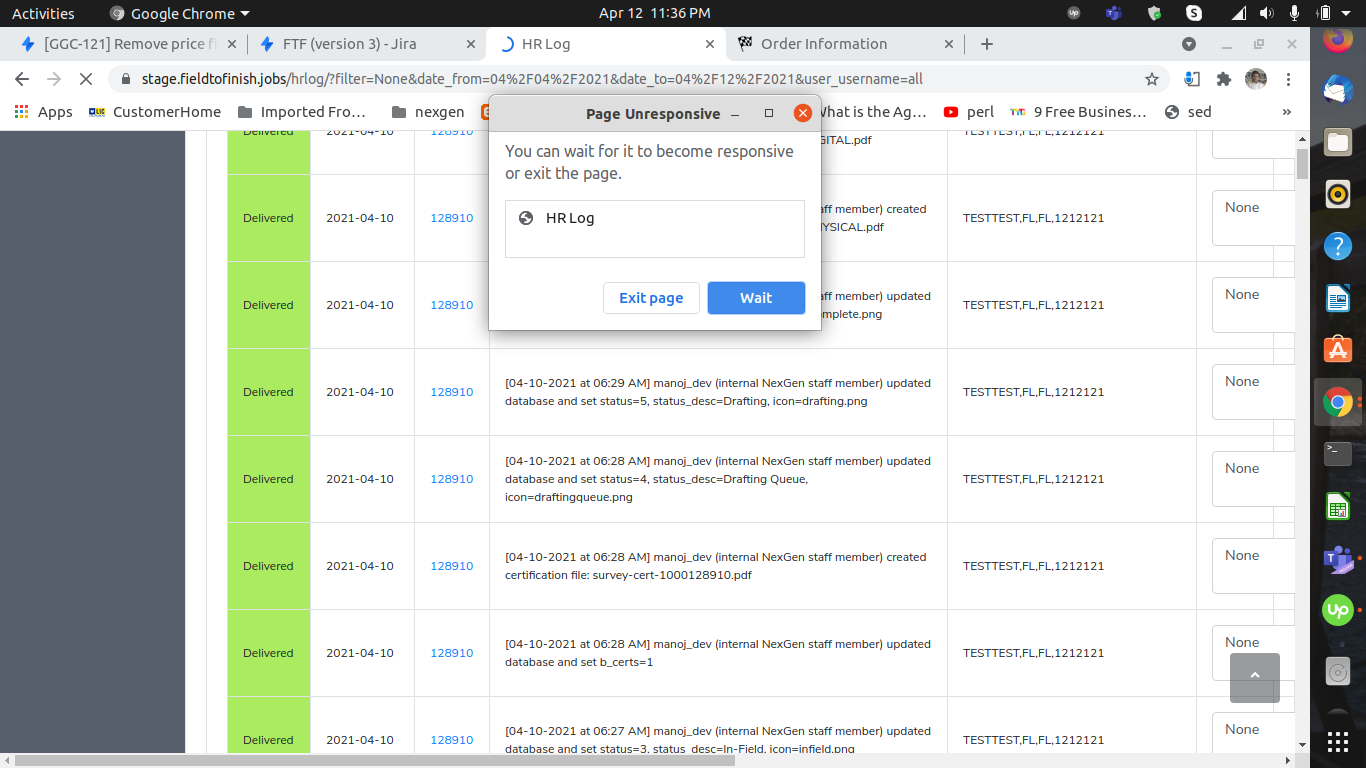 Activities
Google Chrome
Apr 12 11:36 PM
[GGC-121] Remove price fi
FTF (version 3) - Jira
HR Log
Order Information
stage.fieldtofinish.jobs/hrlog/?filter=None&date_from=04%2F04%2F2021&date_to=04%2F12%2F2021&user_username=all
Apps
CustomerHome
Imported Fro...
nexgen
What is the Ag...
perl
9 Free Business...
sed
»
Page Unresponsive
You can wait for it to become responsive
or exit the page.
HR Log
Exit page
Wait
Delivered 2021-04-10 128910 GITAL.pdf TESTTEST,FL,FL,1212121
Delivered 2021-04-10 128910 aff member) created TESTTEST,FL,FL,1212121 None
HYSICAL.pdf
Delivered 2021-04-10 128910 aff member) updated TESTTEST,FL,FL,1212121 None
omplete.png
Delivered 2021-04-10 128910 [04-10-2021 at 06:29 AM] manoj_dev (internal NexGen staff member) updated TESTTEST,FL,FL,1212121 None
database and set status=5, status_desc=Drafting, icon=drafting.png
Delivered 2021-04-10 128910 [04-10-2021 at 06:28 AM] manoj_dev (internal NexGen staff member) updated TESTTEST,FL,FL,1212121 None
database and set status=4, status_desc=Drafting Queue,
icon=draftingqueue.png
Delivered 2021-04-10 128910 [04-10-2021 at 06:28 AM] manoj_dev (internal NexGen staff member) created TESTTEST,FL,FL,1212121 None
certification file: survey-cert-1000128910.pdf
Delivered 2021-04-10 128910 [04-10-2021 at 06:28 AM] manoj_dev (internal NexGen staff member) updated TESTTEST,FL,FL,1212121 None
database and set b_certs=1
Delivered 2021-04-10 128910 [04-10-2021 at 06:27 AM] manoj_dev (internal NexGen staff member) updated TESTTEST,FL,FL,1212121 None
database and set status=3, status_desc=In-Field, icon=infield.png
Up